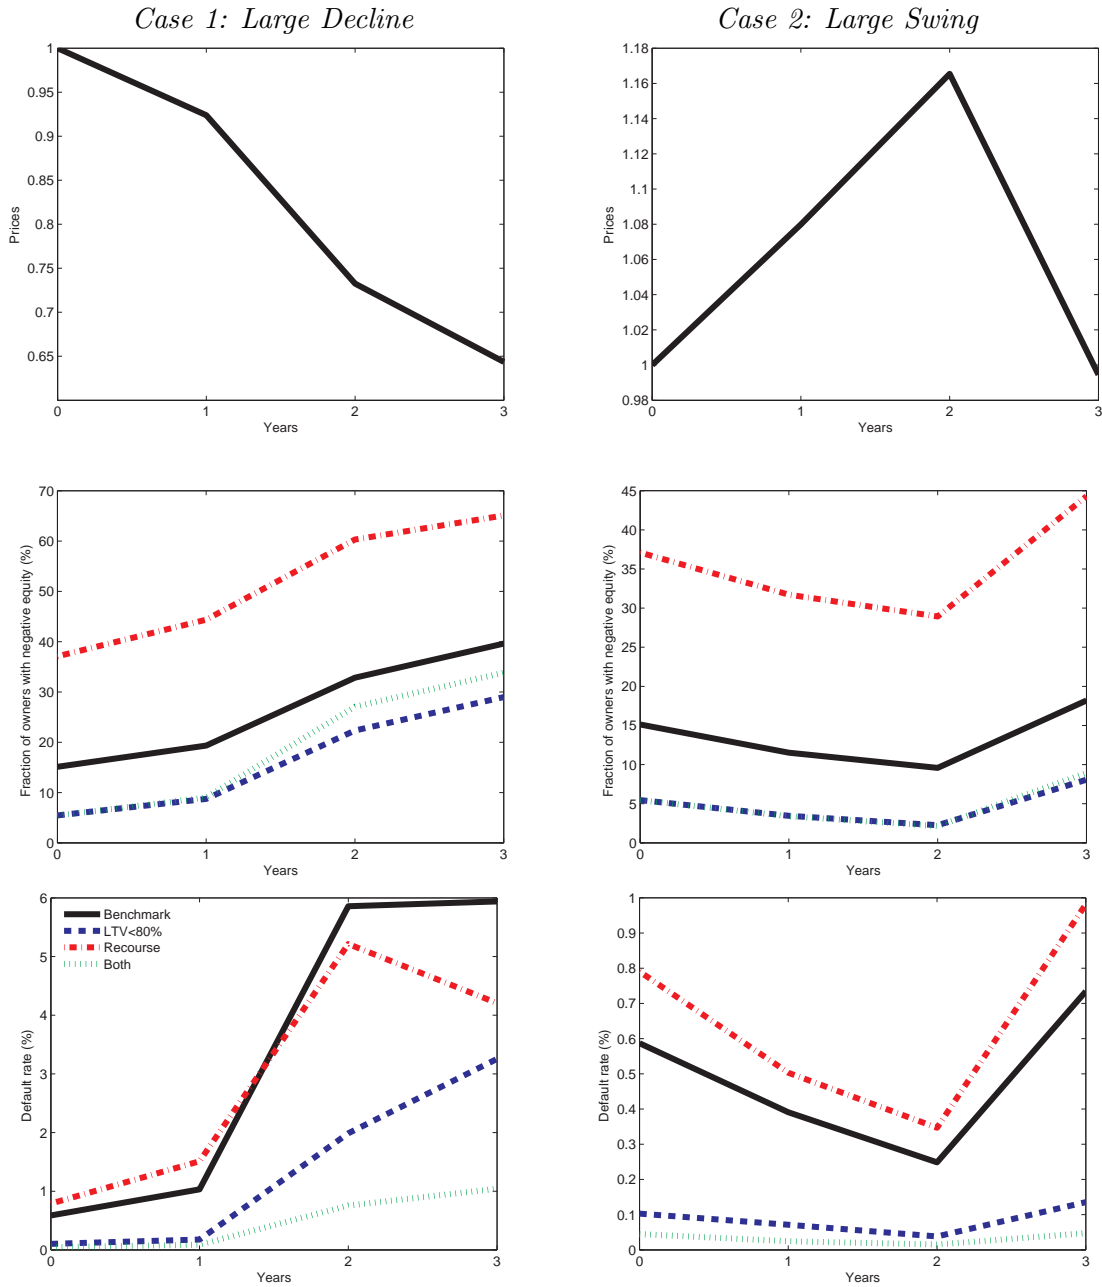 Case 1: Large Decline
Case 2: Large Swing
1
0.95
0.9
0.85
0.8
0.75
0.7
0.65
Prices
0 1 2 3
Years
1.18
1.16
1.14
1.12
1.1
1.08
1.06
1.04
1.02
1
0.98
Prices
0 1 2 3
Years
70
60
50
40
30
20
10
0
Fraction of owners with negative equity (%)
0 1 2 3
Years
45
40
35
30
25
20
15
10
5
0
Fraction of owners with negative equity (%)
0 1 2 3
Years
6
5
4
3
2
1
0
Default rate (%)
Benchmark
LTV<80%
Recourse
Both
0 1 2 3
Years
1
0.9
0.8
0.7
0.6
0.5
0.4
0.3
0.2
0.1
0
Default rate (%)
0 1 2 3
Years